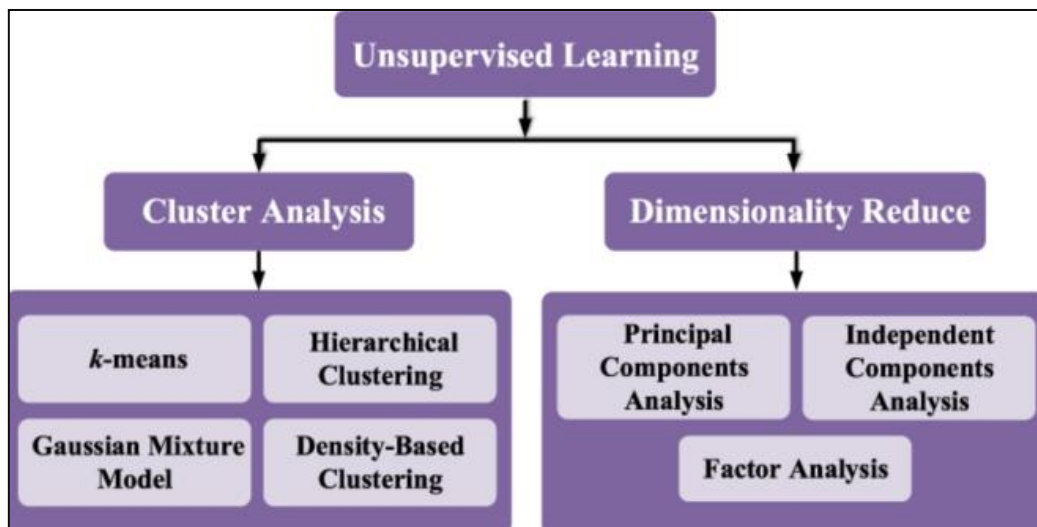 Unsupervised Learning
Cluster Analysis
Dimensionality Reduce
k-means
Hierarchical
Clustering
Gaussian Mixture
Model
Density-Based
Clustering
Principal
Components
Analysis
Independent
Components
Analysis
Factor Analysis